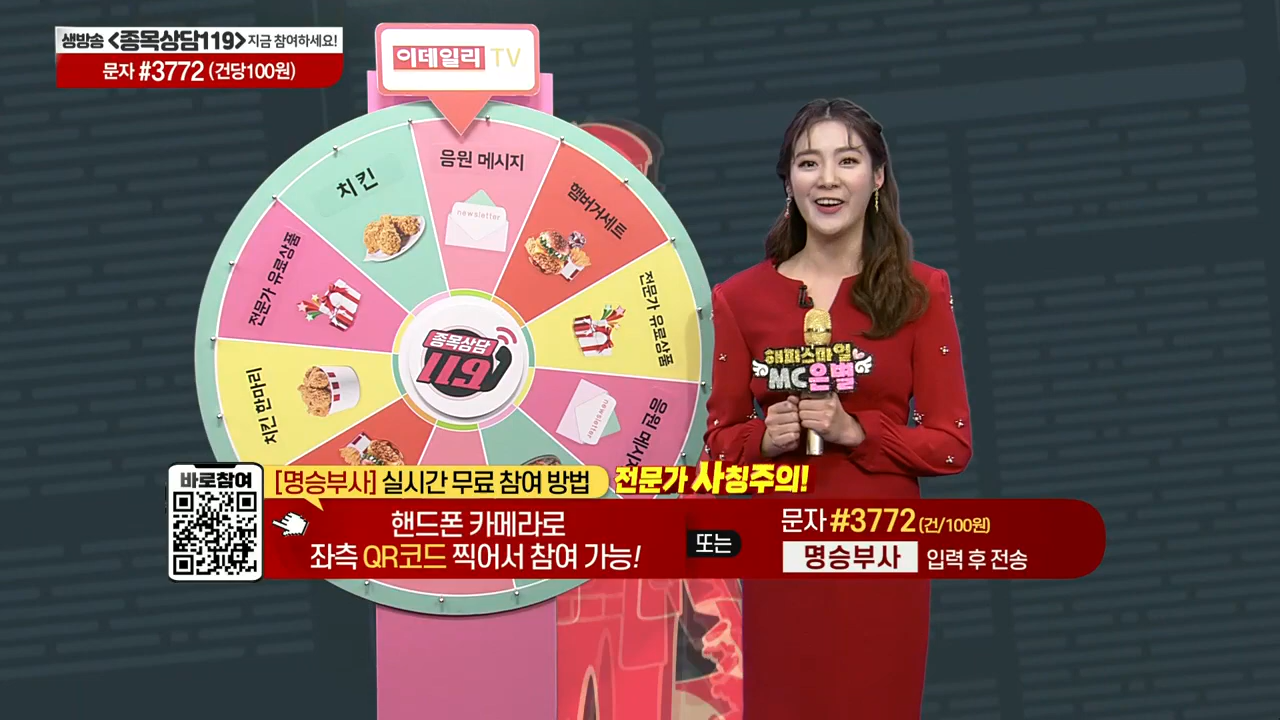 생방송 <종목상담119> 지금 참여하세요!
문자 #3772 (건당100원)
이데일리 TV
응원 메시지
newsletter
치킨
햄버거세트
전문가 유료상품
전문가 유료상품
치킨 한마리
응원 메시지
newsletter
종목상담
119
해피스마일
MC은별
바로참여
[명승부사] 실시간 무료 참여 방법
전문가 사칭주의!
핸드폰 카메라로
좌측 QR코드 찍어서 참여 가능!
또는
문자 #3772 (건/100원)
명승부사 입력 후 전송